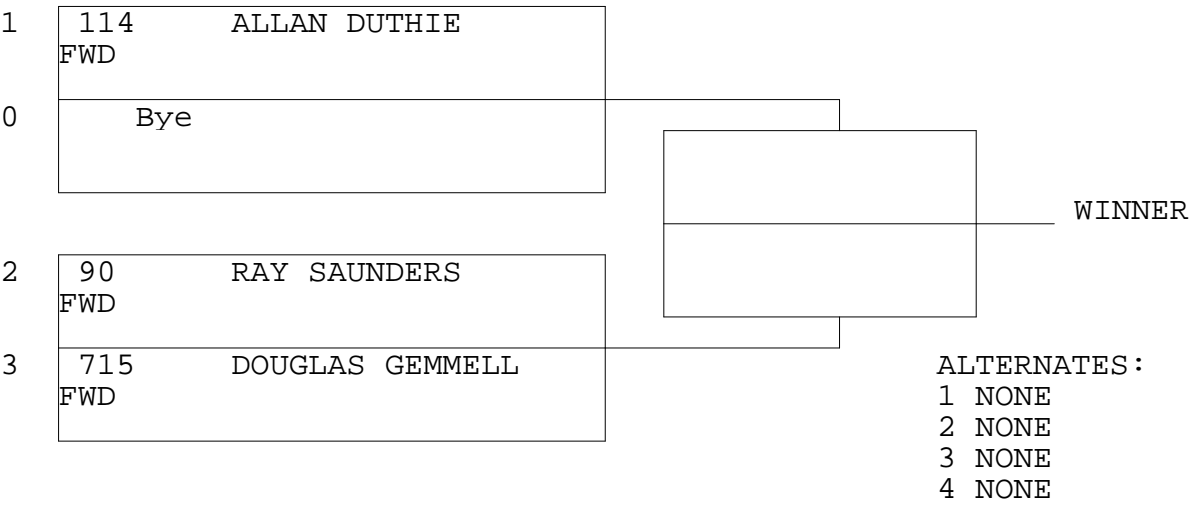 1 114 ALLAN DUTHIE
FWD
0 Bye
WINNER
2 90 RAY SAUNDERS
FWD
3 715 DOUGLAS GEMMELL
FWD
ALTERNATES:
1 NONE
2 NONE
3 NONE
4 NONE